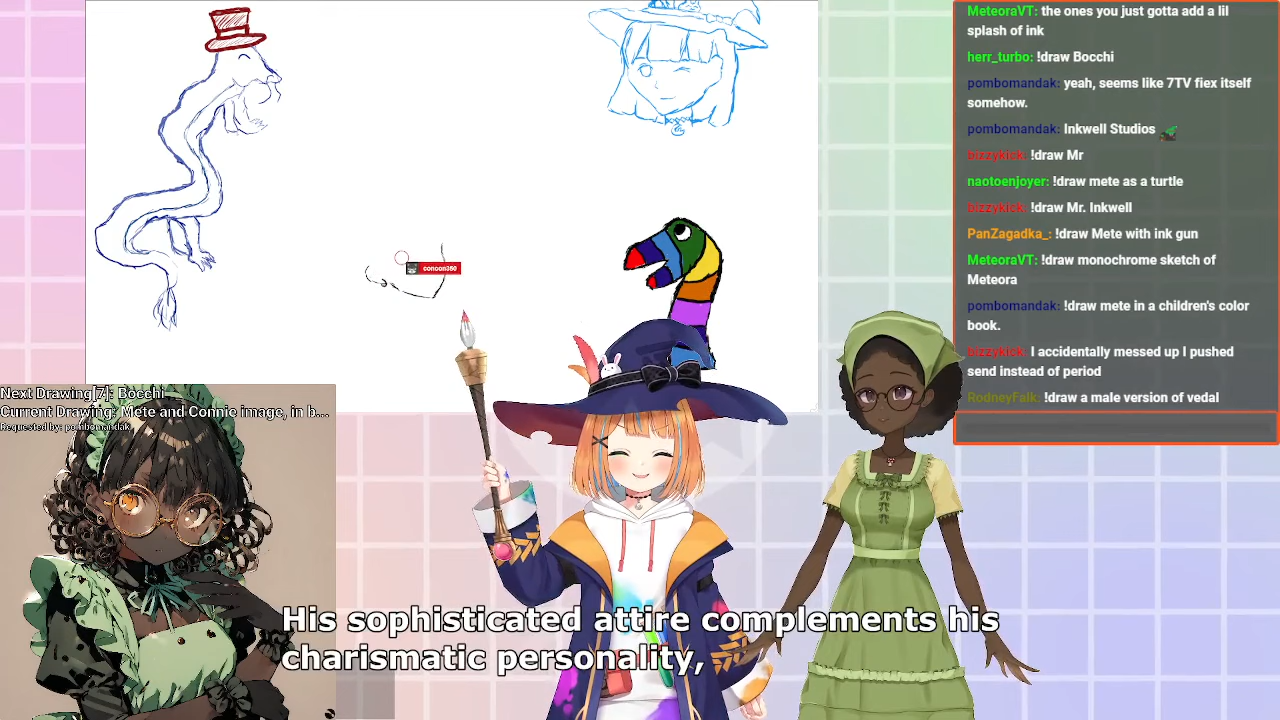 MeteoraVT: the ones you just gotta add a lil
splash of ink
herr_turbo: !draw Bocchi
pombomandak: yeah, seems like 7TV fiex itself
somehow.
pombomandak: Inkwell Studios
bizzykick: !draw Mr
naotoenjoyer: !draw mete as a turtle
bizzykick: !draw Mr. Inkwell
PanZagadka_: !draw Mete with ink gun
MeteoraVT: !draw monochrome sketch of
Meteora
pombomandak: !draw mete in a children's color
book.
bizzykick: I accidentally messed up I pushed
send instead of period
RodneyFalk: !draw a male version of vedal
conoon350
Next Drawing[7]: Bocchi
Current Drawing: Mete and Connie image, in b...
Requested by: pombomandak
His sophisticated attire complements his
charismatic personality,